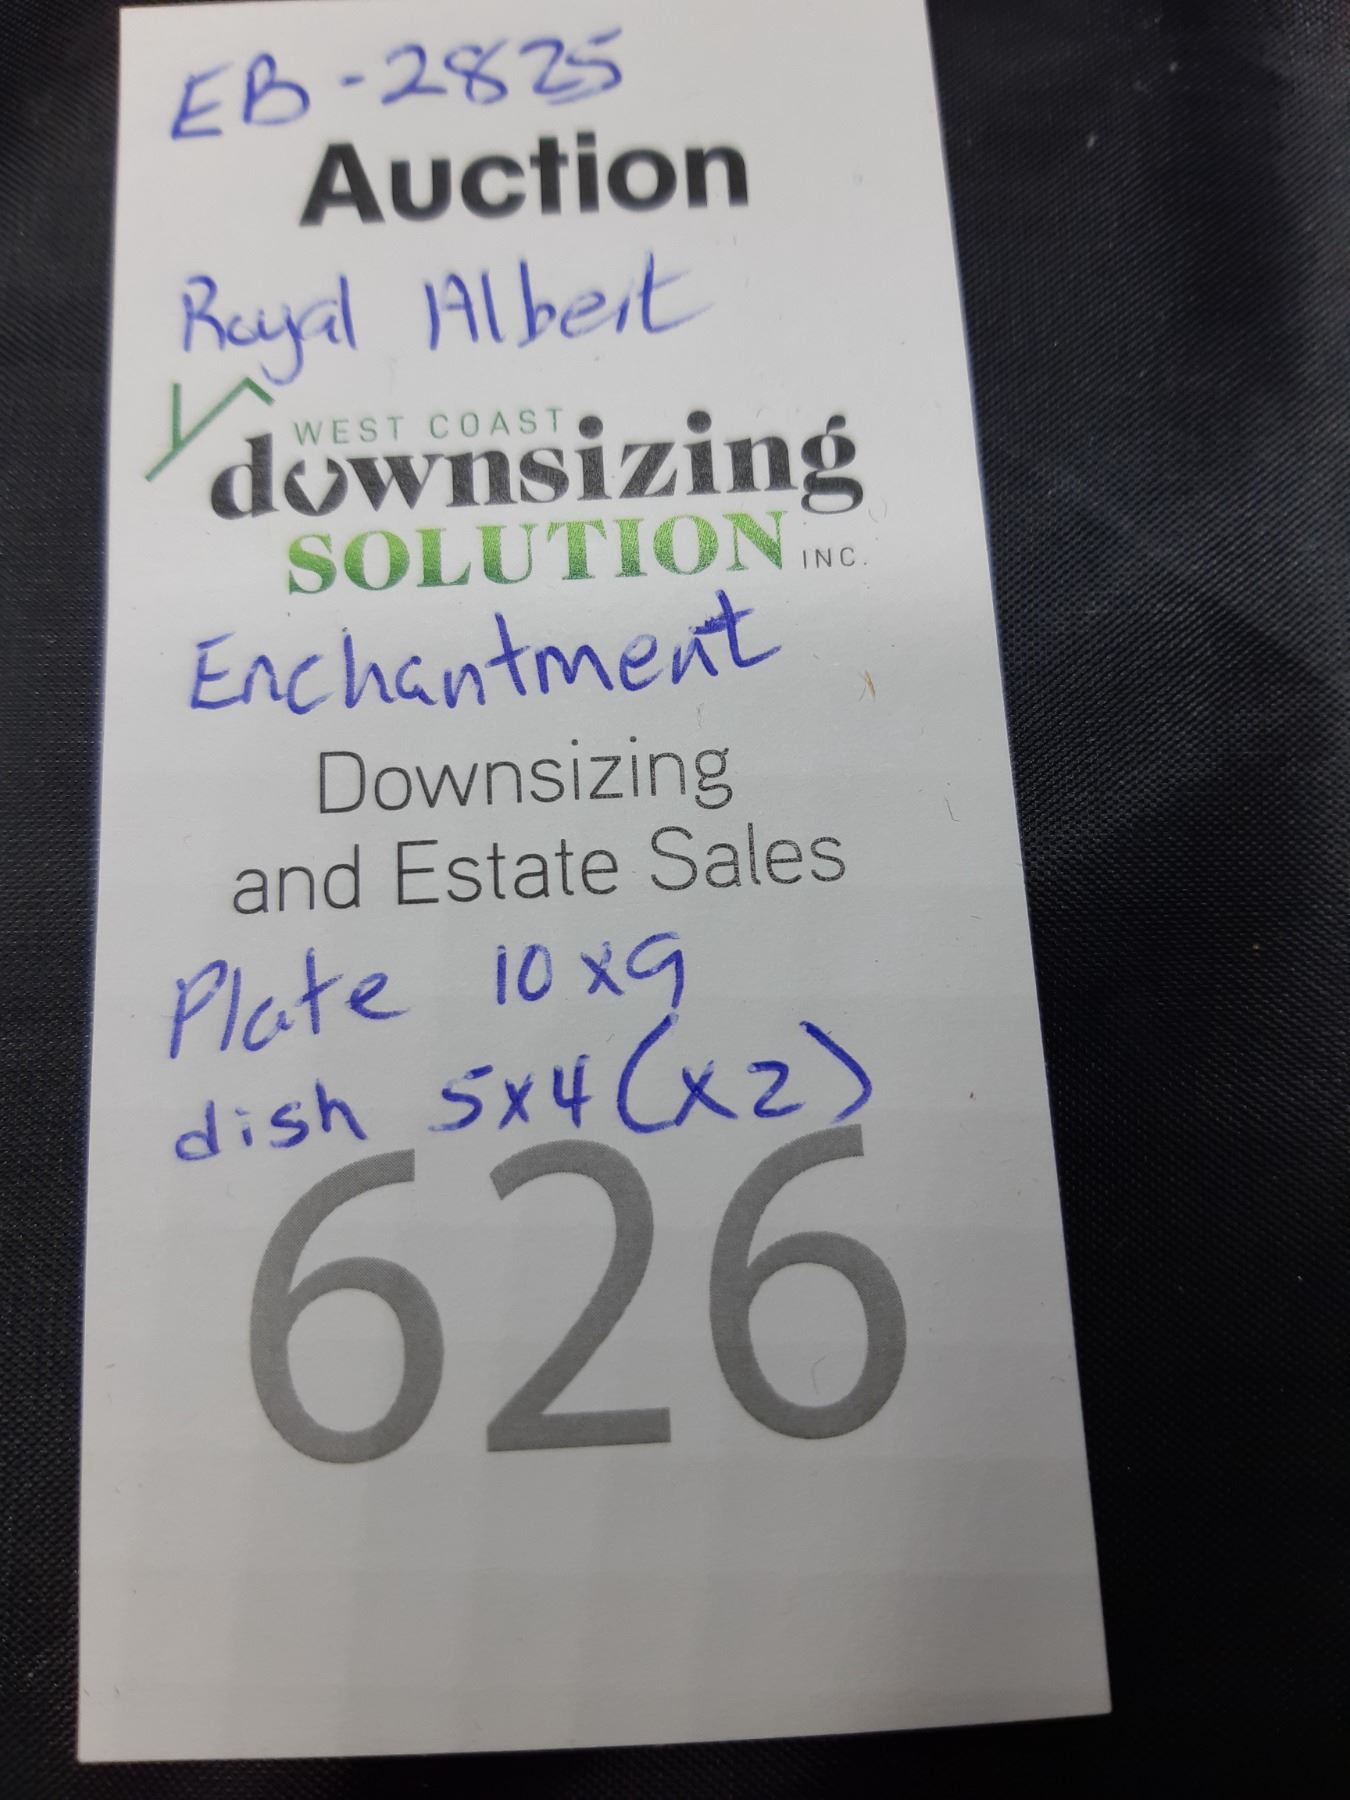 EB-2825
Auction
Royal Albert
WEST COAST
downsizing
SOLUTION INC.
Enchantment
Downsizing
and Estate Sales
Plate 10x9
dish 5x4 (x2)
626